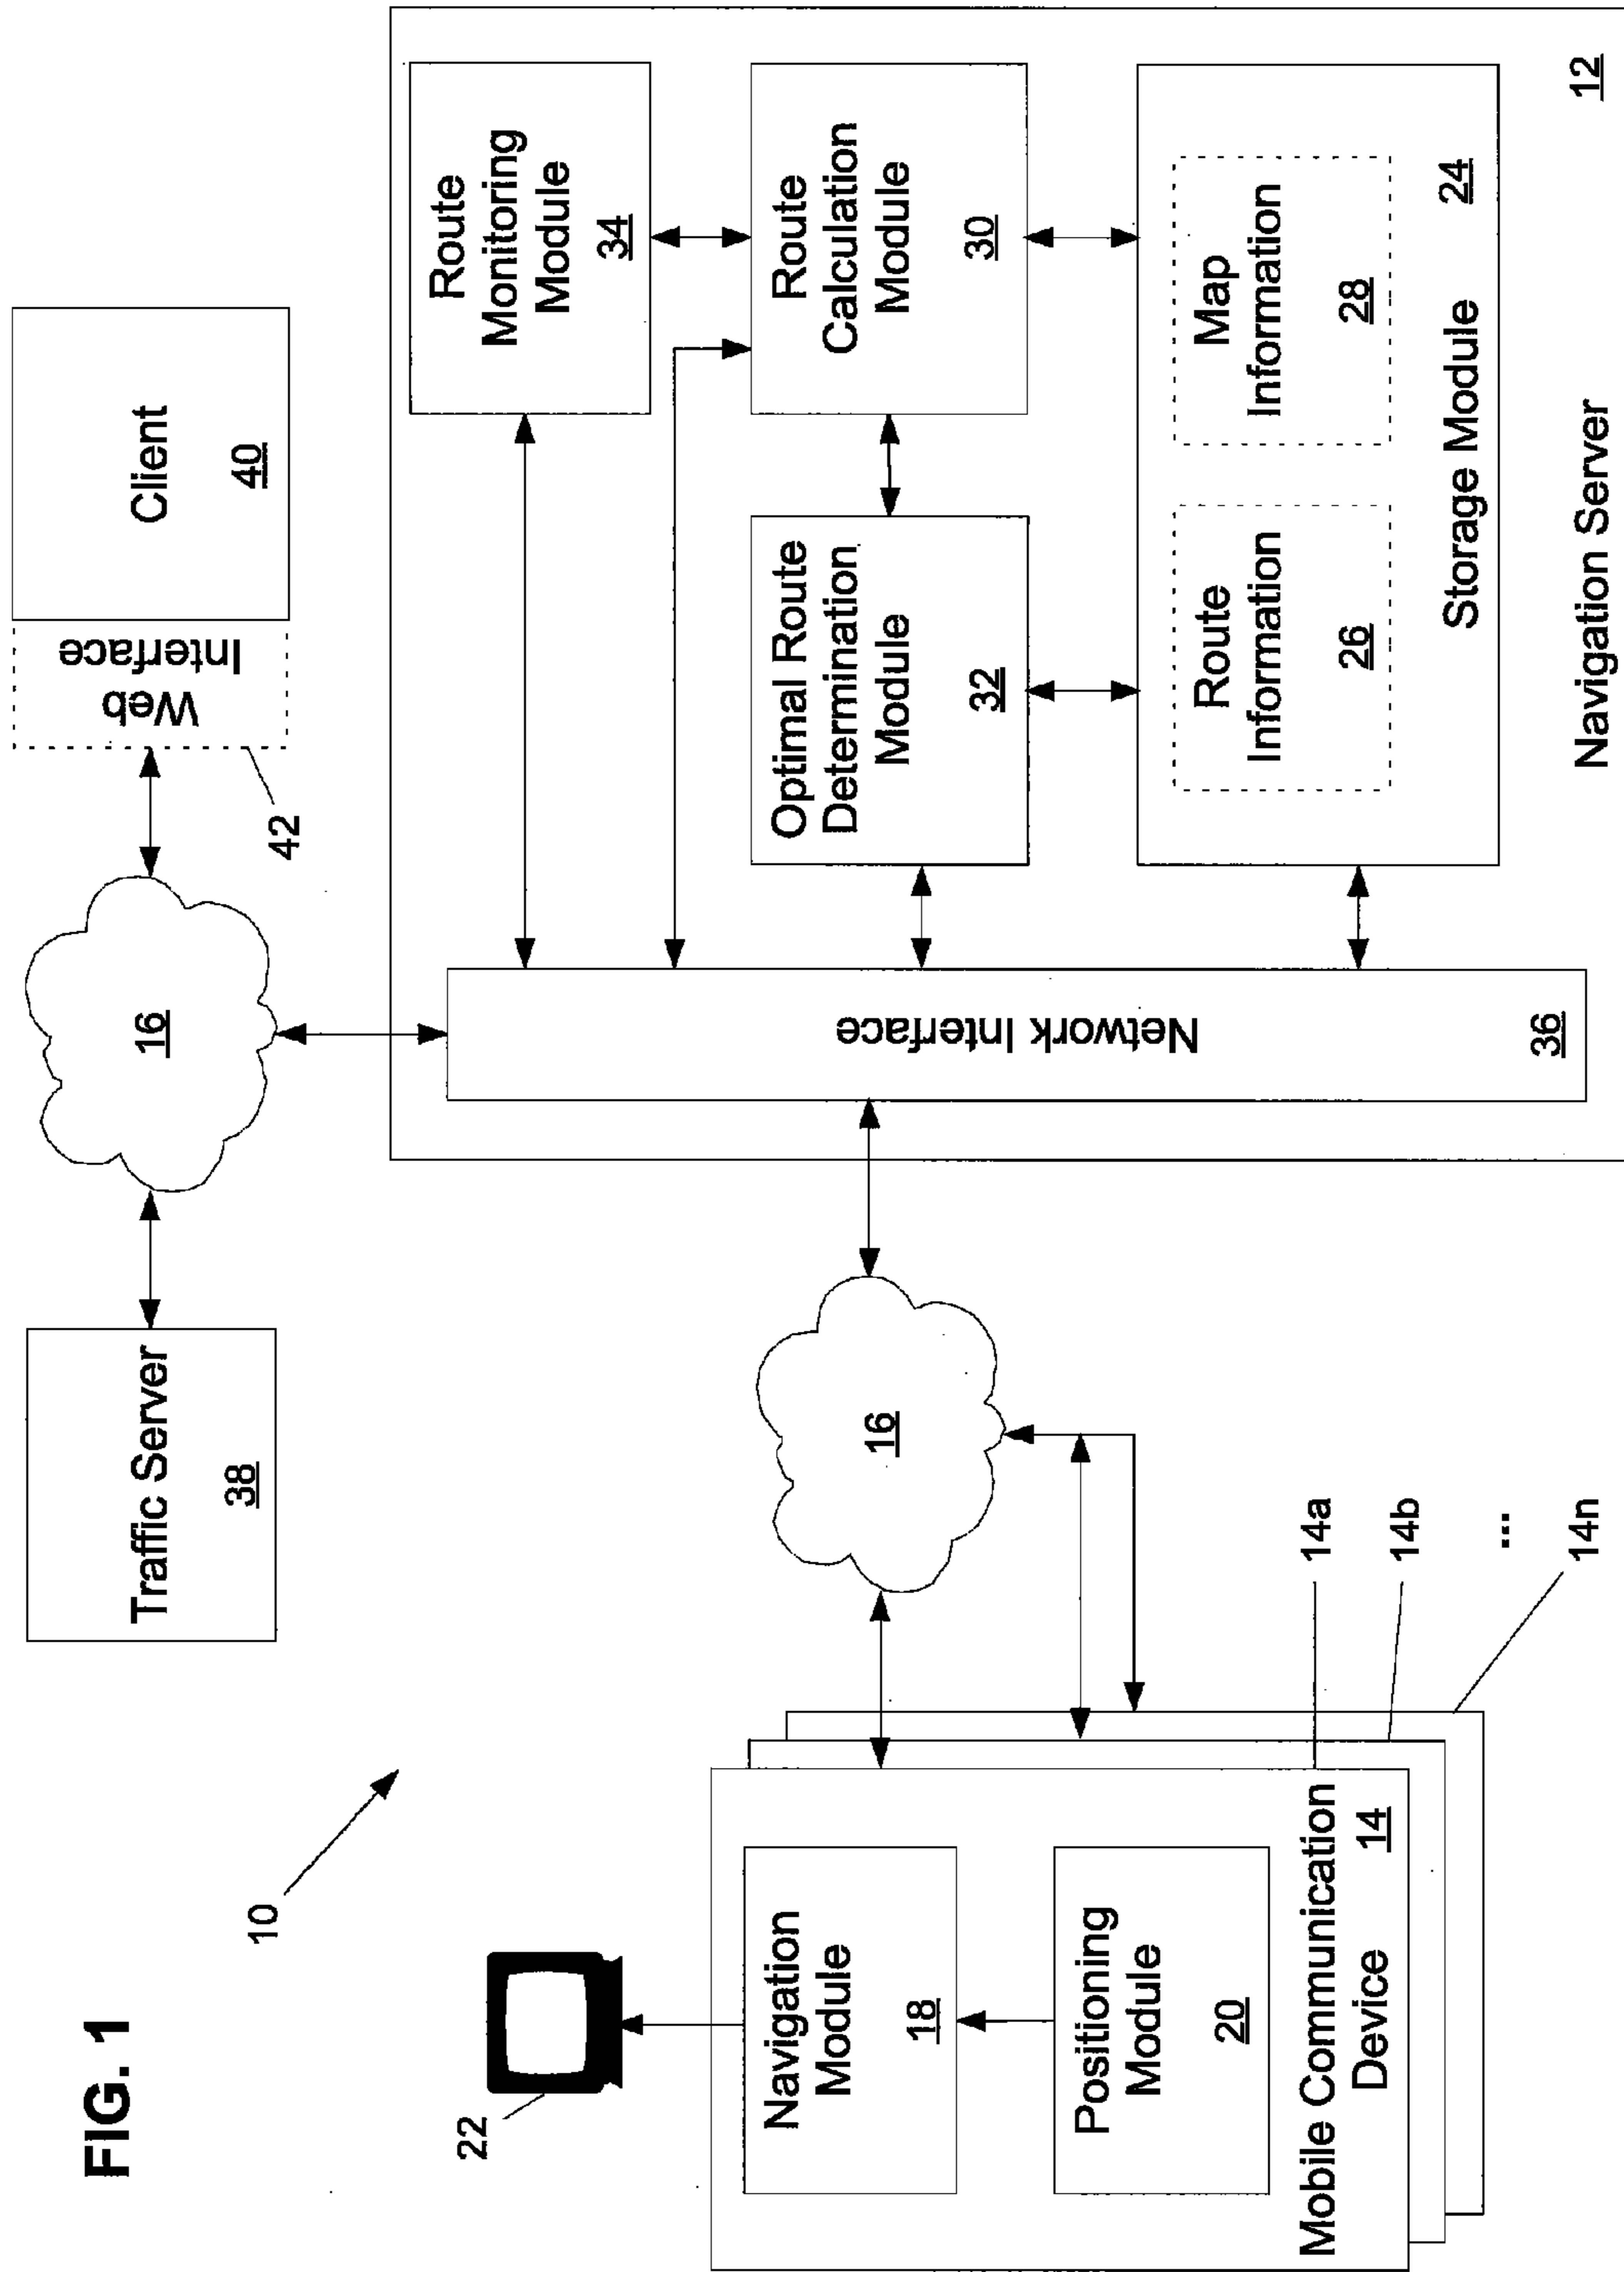 FIG. 1
10
22
Navigation
Module
18
Positioning
Module
20
Mobile Communication
Device
14
14a
14b
...
14n
Traffic Server
38
16
16
42
Web
Interface
Client
40
Network Interface
36
Route
Monitoring
Module
34
Optimal Route
Determination
Module
32
Route
Calculation
Module
30
Route
Information
26
Map
Information
28
Storage Module
24
Navigation Server
12